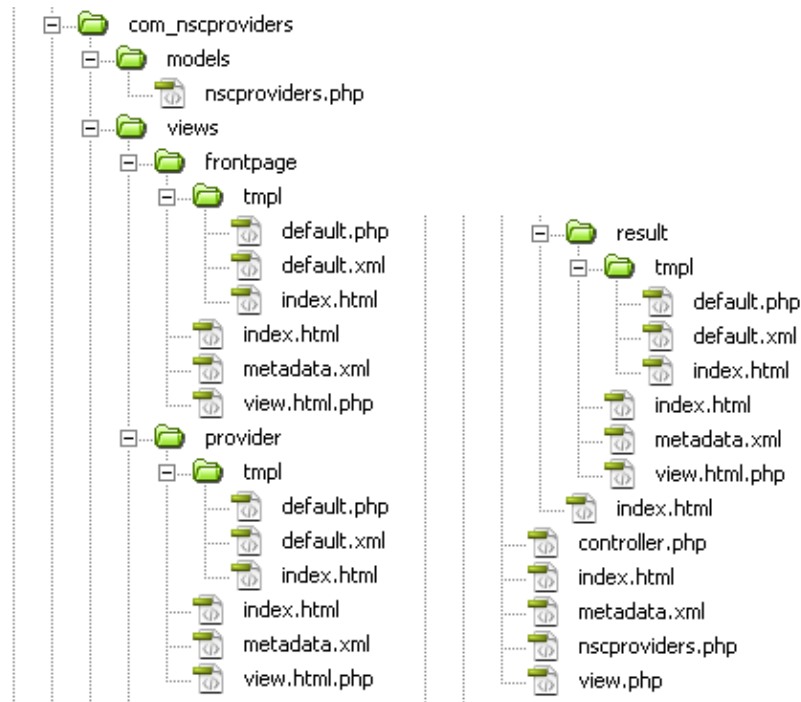 com_nscproviders
models
nscproviders.php
views
frontpage
tmpl
default.php
default.xml
index.html
index.html
metadata.xml
view.html.php
provider
tmpl
default.php
default.xml
index.html
index.html
metadata.xml
view.html.php
result
tmpl
default.php
default.xml
index.html
index.html
metadata.xml
view.html.php
index.html
controller.php
index.html
metadata.xml
nscproviders.php
view.php